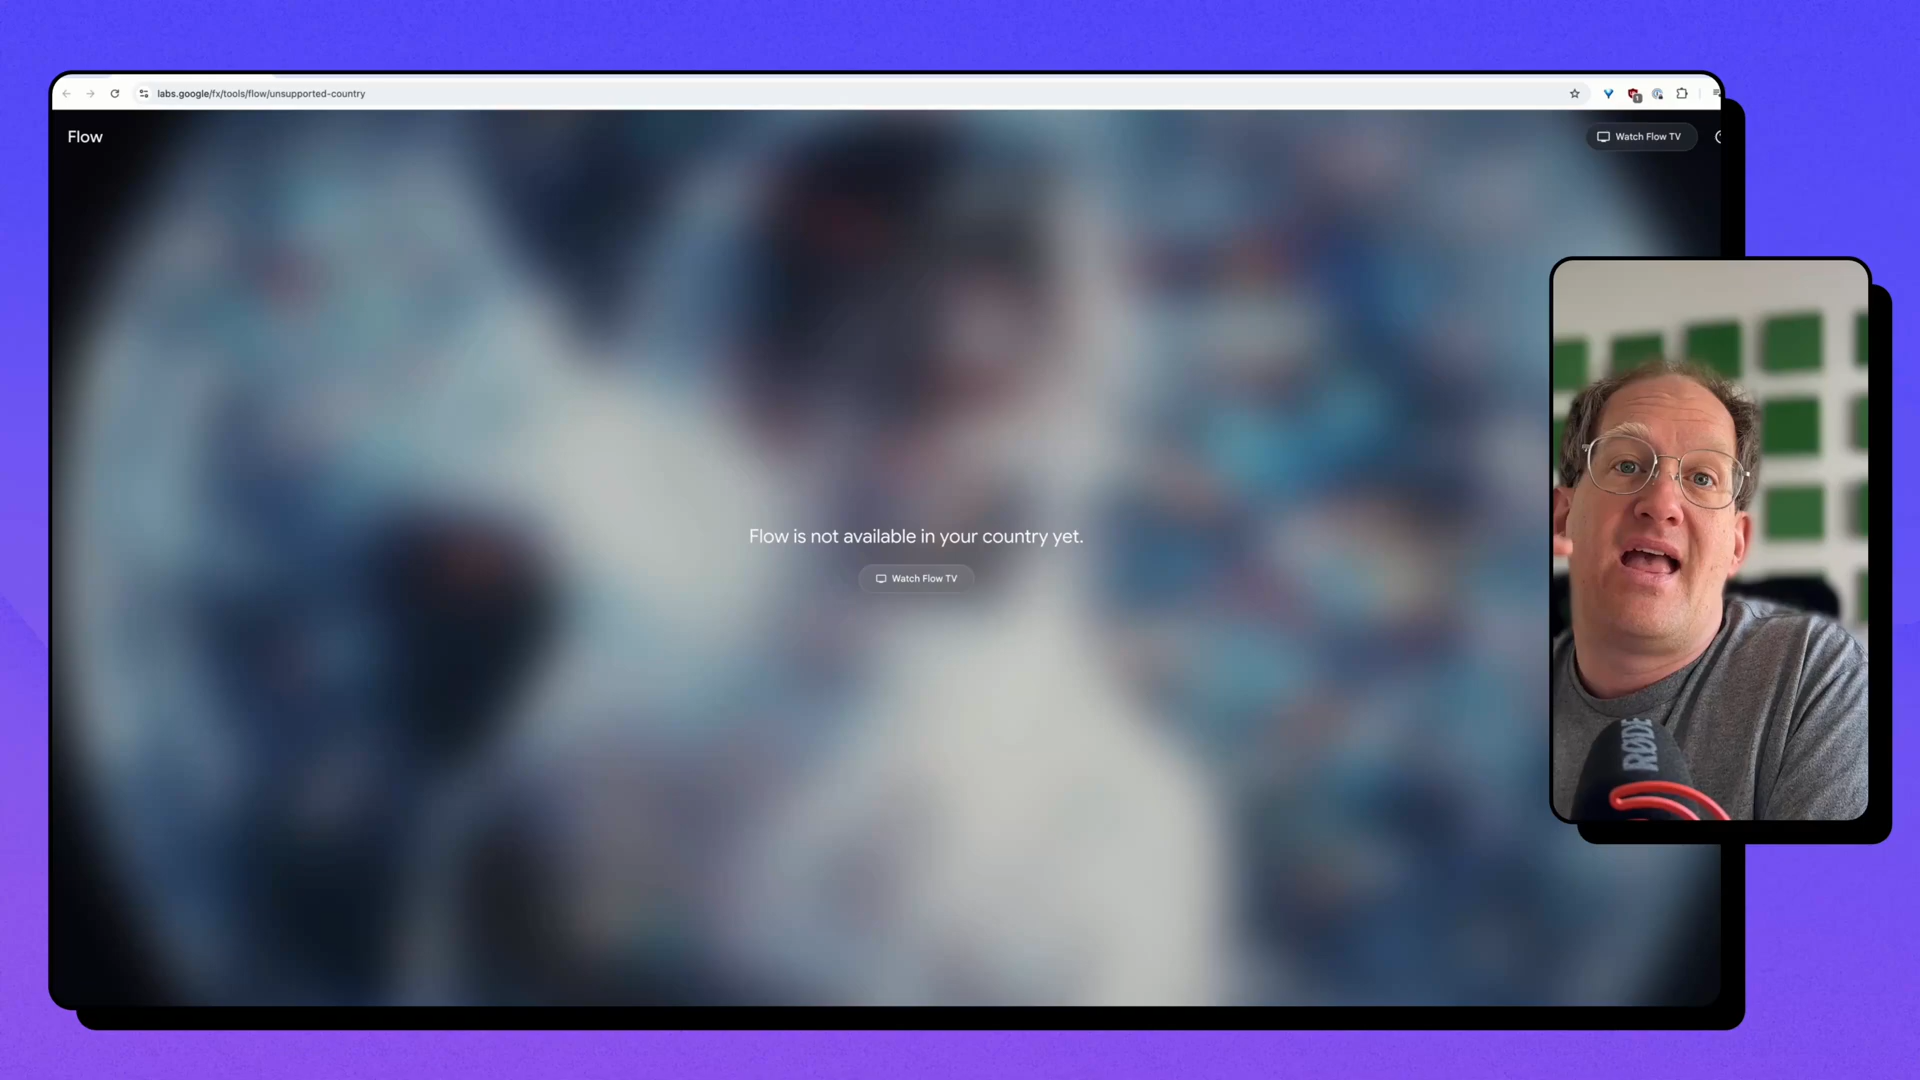 labs.google/fx/tools/flow/unsupported-country
Flow
Watch Flow TV
Flow is not available in your country yet.
Watch Flow TV
RØDE
1